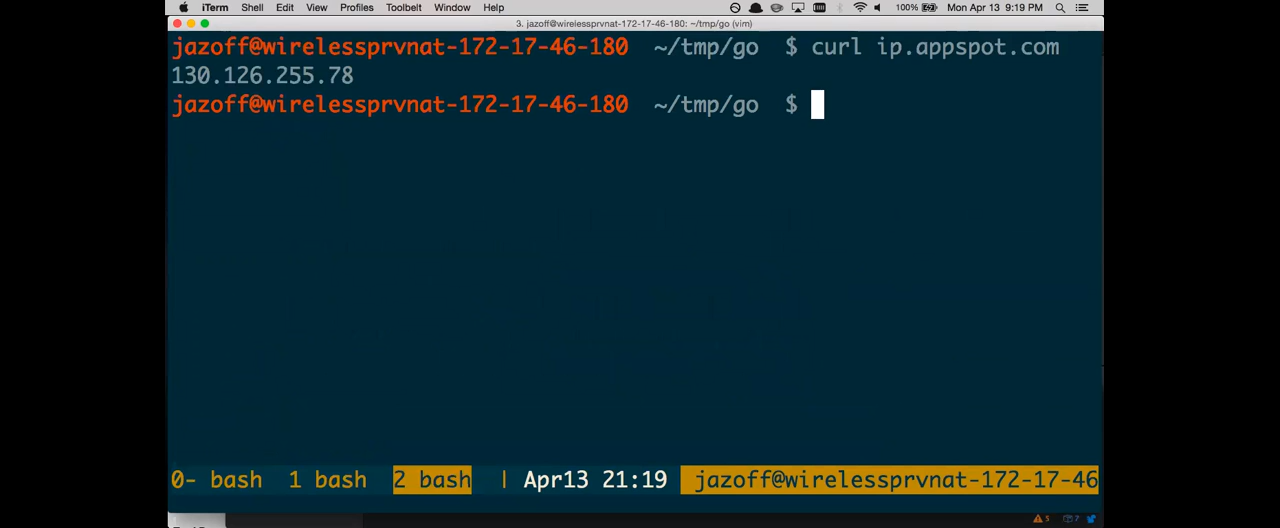 iTerm Shell Edit View Profiles Toolbelt Window Help 100% Mon Apr 13 9:19 PM
3. jazoff@wirelessprvnat-172-17-46-180: ~/tmp/go (vim)
jazoff@wirelessprvnat-172-17-46-180 ~/tmp/go $ curl ip.appspot.com
130.126.255.78
jazoff@wirelessprvnat-172-17-46-180 ~/tmp/go $
0- bash 1 bash 2 bash | Apr13 21:19 jazoff@wirelessprvnat-172-17-46